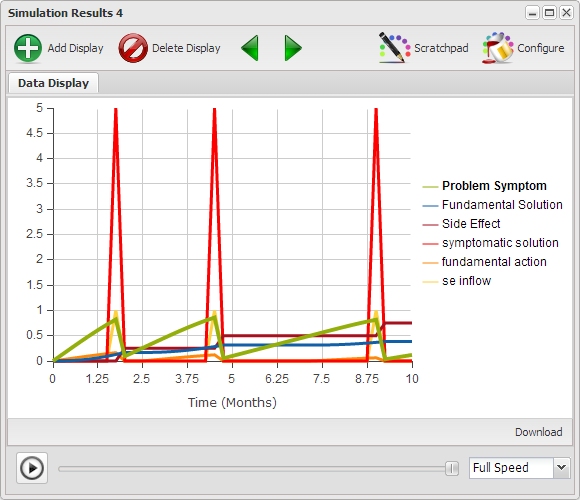 Simulation Results 4
Add Display Delete Display Scratchpad Configure
Data Display
5
4.5
4
3.5
3
2.5
2
1.5
1
0.5
0
0 1.25 2.5 3.75 5 6.25 7.5 8.75 10
Time (Months)
Problem Symptom
Fundamental Solution
Side Effect
symptomatic solution
fundamental action
se inflow
Download
Full Speed